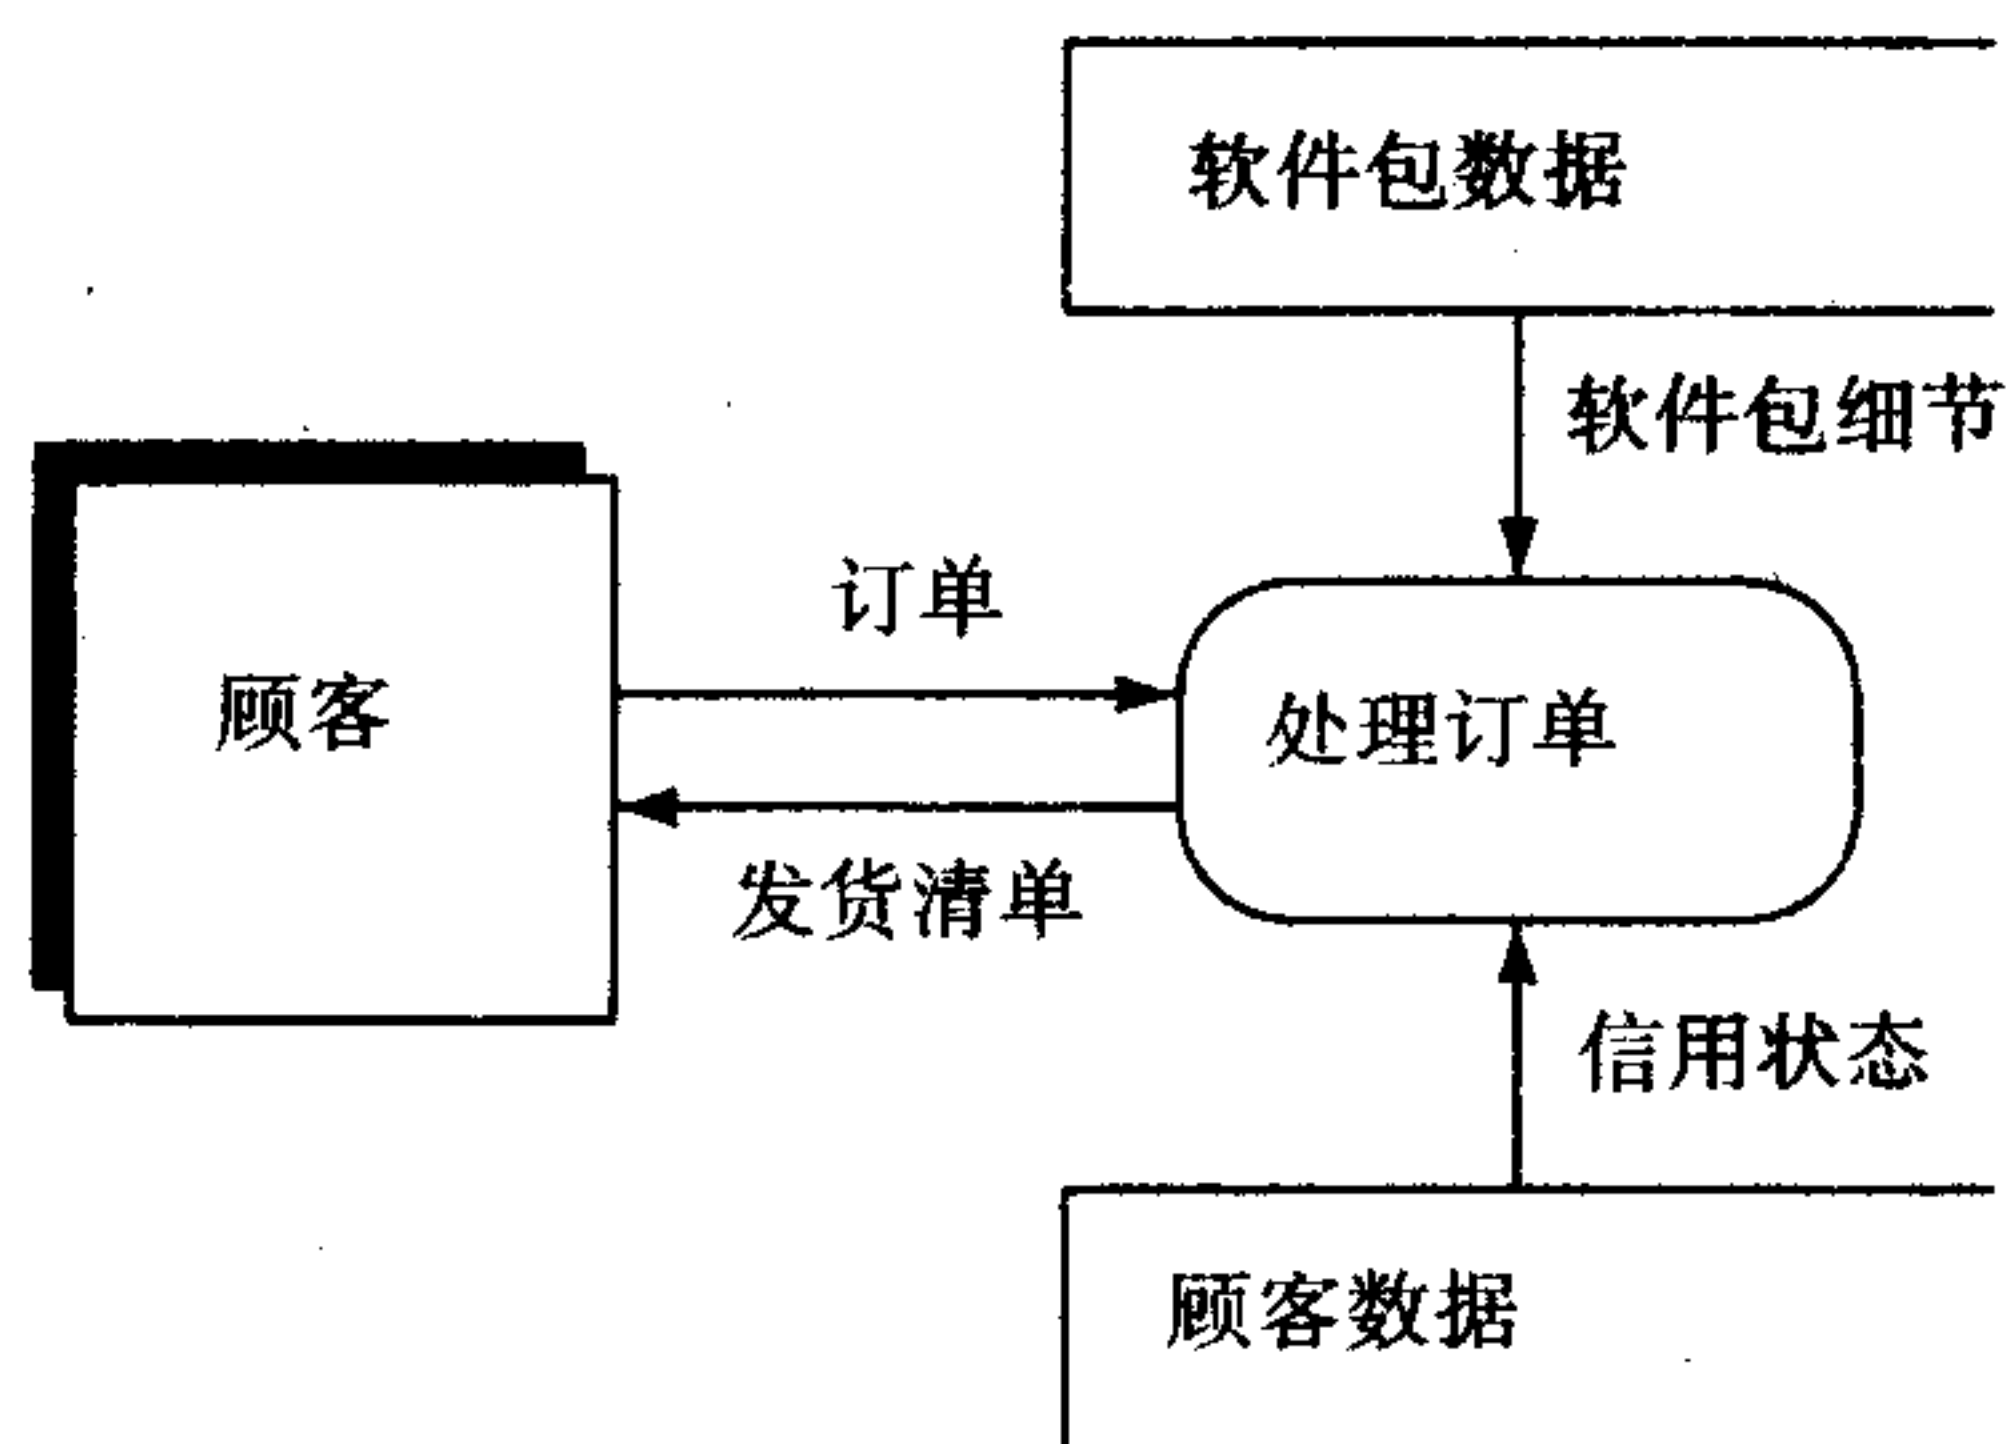 软件包数据
软件包细节
订单
顾客
处理订单
发货清单
信用状态
顾客数据